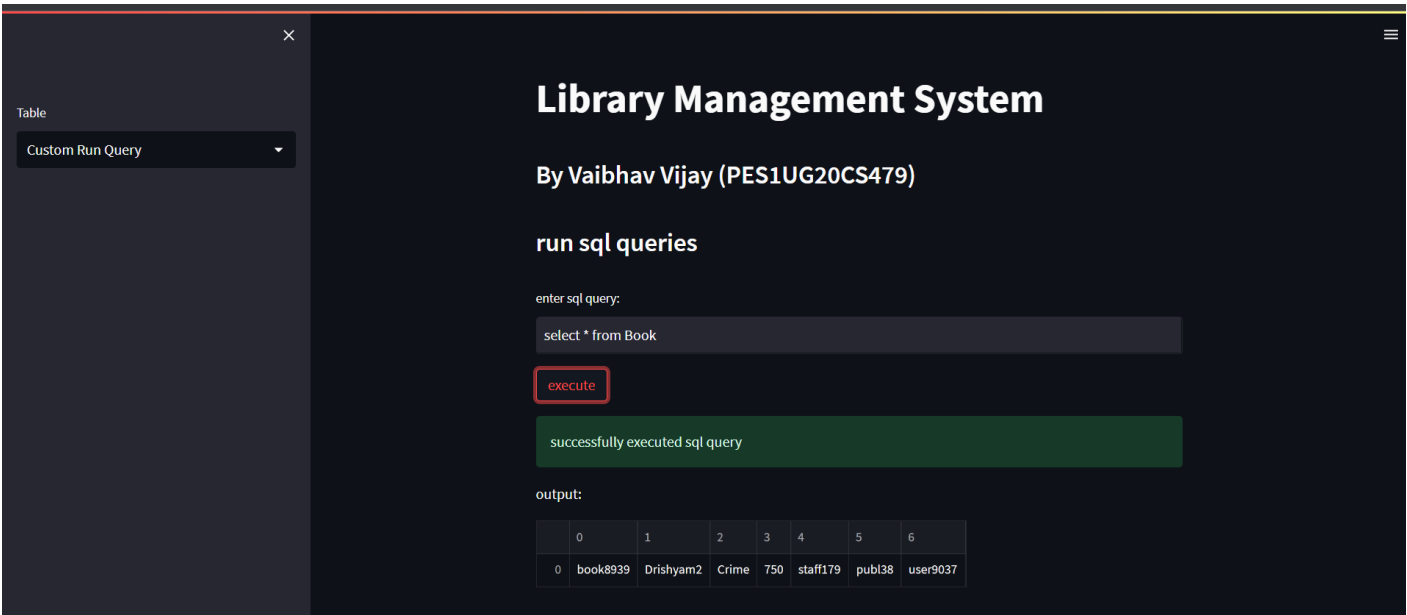 Table
Custom Run Query
Library Management System
By Vaibhav Vijay (PES1UG20CS479)
run sql queries
enter sql query:
select * from Book
execute
successfully executed sql query
output:
0 1 2 3 4 5 6
0 book8939 Drishyam2 Crime 750 staff179 publ38 user9037